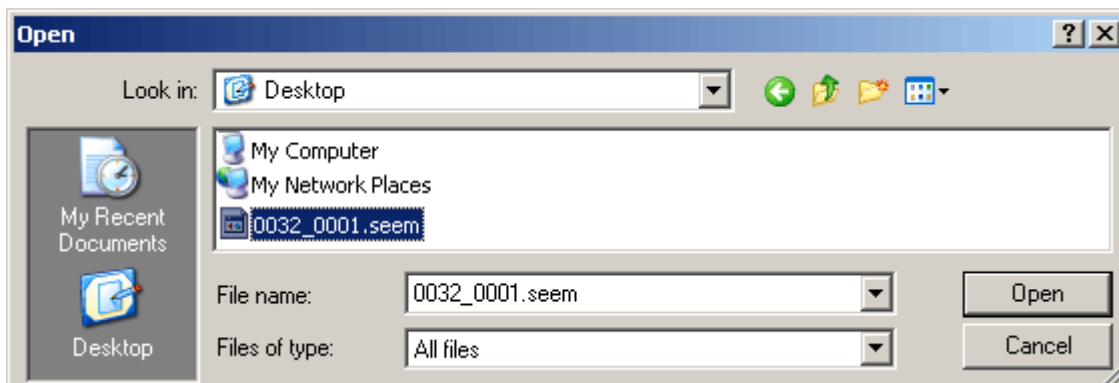 Open
Look in: Desktop
My Computer
My Network Places
0032_0001.seem
My Recent
Documents
Desktop
File name: 0032_0001.seem Open
Files of type: All files Cancel